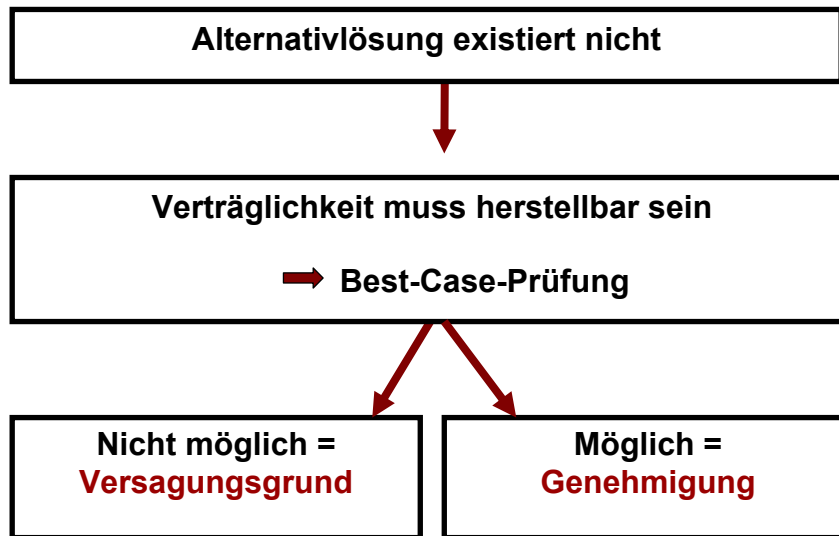 Alternativlösung existiert nicht
Verträglichkeit muss herstellbar sein
Best-Case-Prüfung
Nicht möglich =
Versagungsgrund
Möglich =
Genehmigung